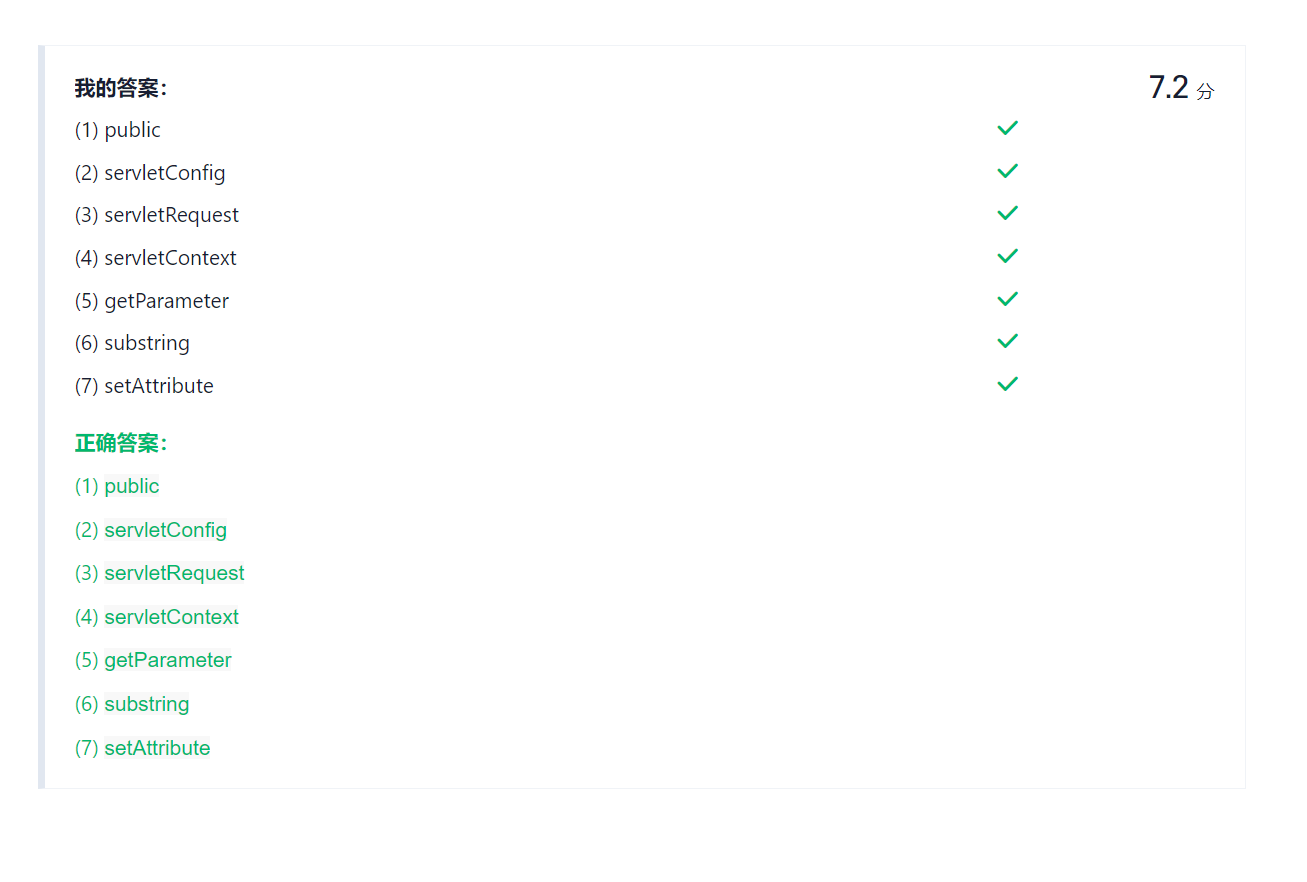 我的答案：
7.2 分
(1) public
(2) servletConfig
(3) servletRequest
(4) servletContext
(5) getParameter
(6) substring
(7) setAttribute
正确答案：
(1) public
(2) servletConfig
(3) servletRequest
(4) servletContext
(5) getParameter
(6) substring
(7) setAttribute